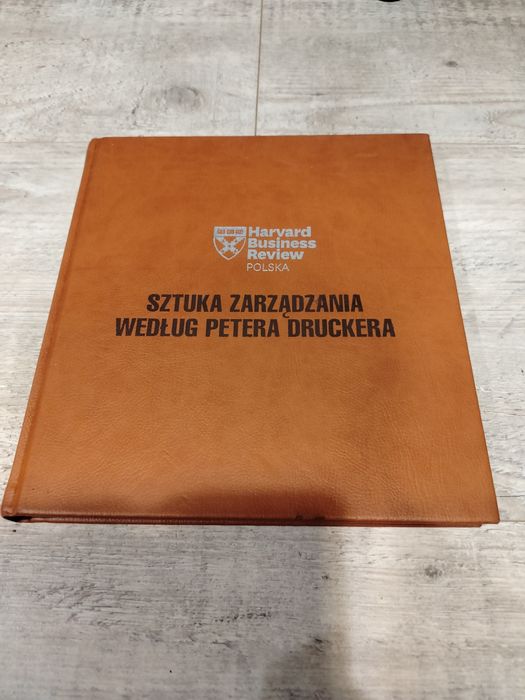 Harvard
Business
Review
POLSKA
SZTUKA ZARZĄDZANIA
WEDŁUG PETERA DRUCKERA